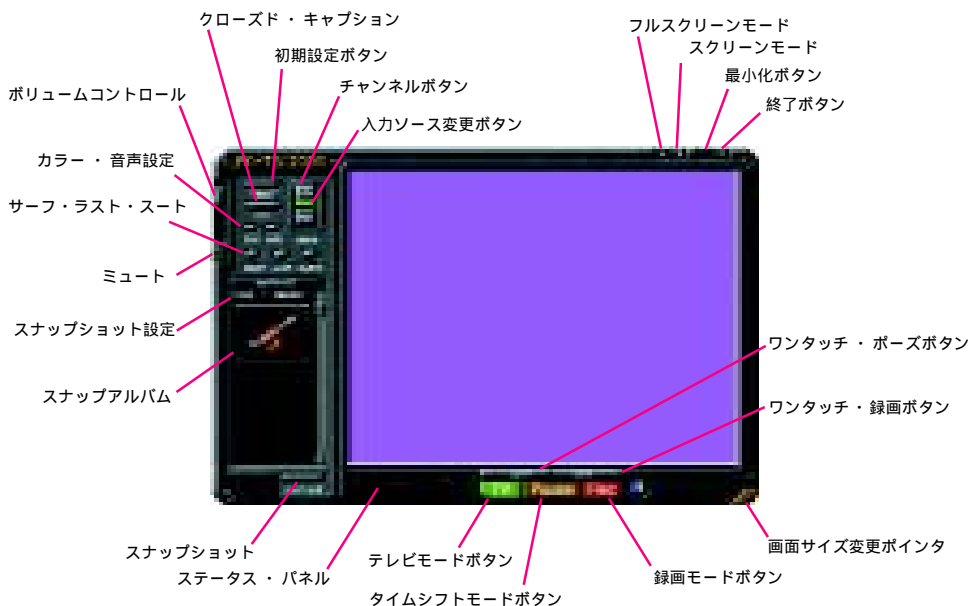 クローズド ・ キャプション
フルスクリーンモード
スクリーンモード
初期設定ボタン
最小化ボタン
チャンネルボタン
ボリュームコントロール
終了ボタン
入力ソース変更ボタン
カラー ・ 音声設定
サーフ・ラスト・スート
ミュート
スナップショット設定
ワンタッチ ・ ポーズボタン
スナップアルバム
ワンタッチ ・ 録画ボタン
スナップショット
画面サイズ変更ポインタ
テレビモードボタン
ステータス ・ パネル
録画モードボタン
タイムシフトモードボタン